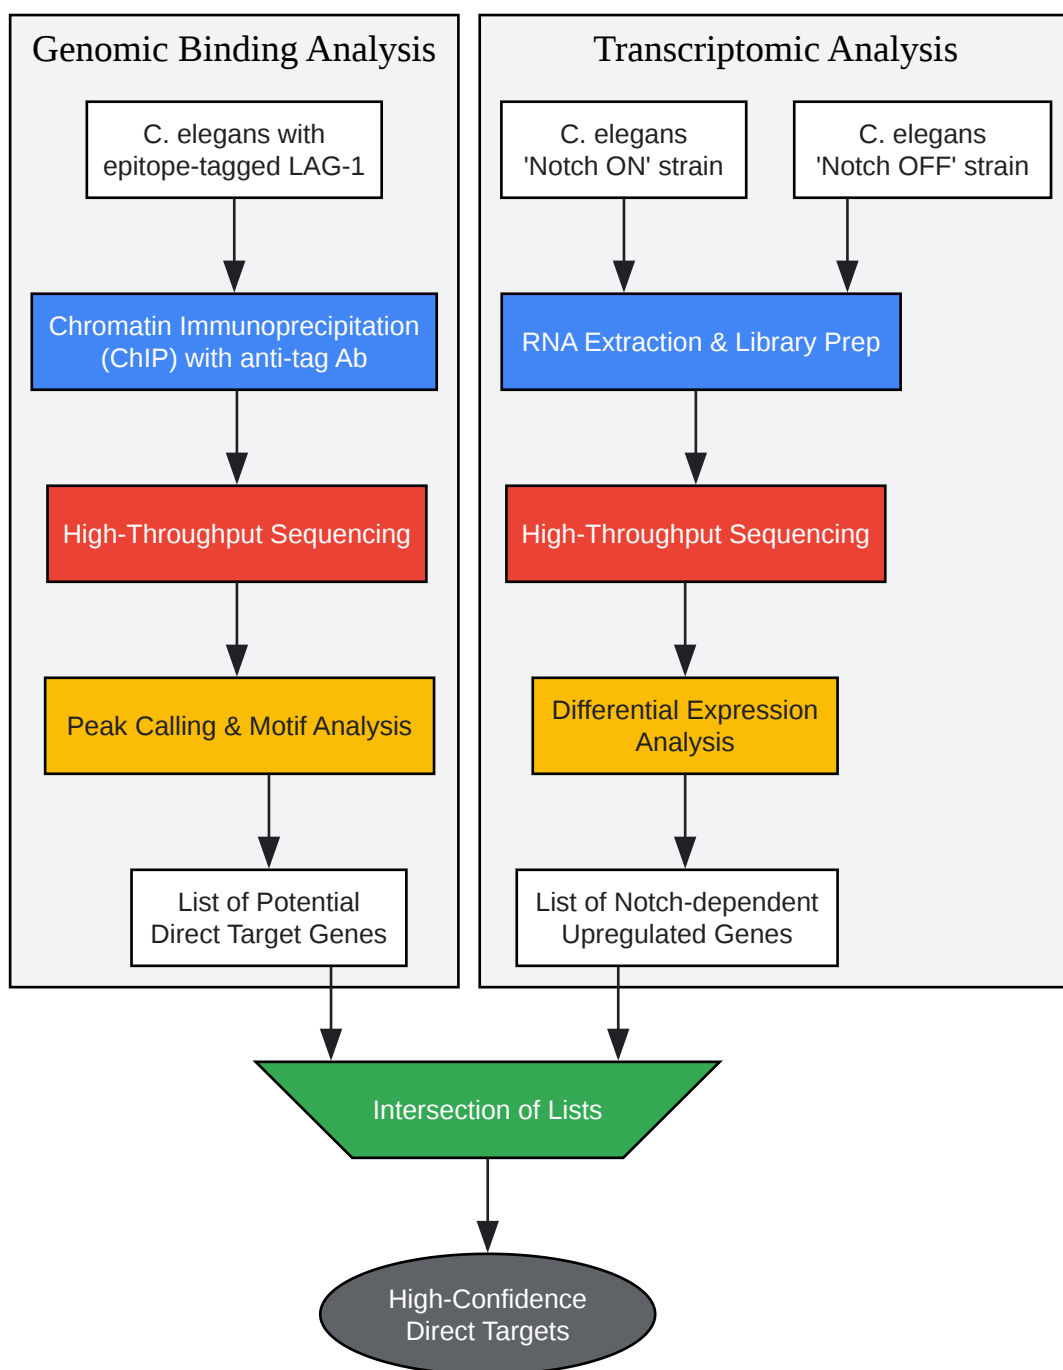 Genomic Binding Analysis
C. elegans with
epitope-tagged LAG-1
Chromatin Immunoprecipitation
(ChIP) with anti-tag Ab
High-Throughput Sequencing
Peak Calling & Motif Analysis
List of Potential
Direct Target Genes
Transcriptomic Analysis
C. elegans
'Notch ON' strain
C. elegans
'Notch OFF' strain
RNA Extraction & Library Prep
High-Throughput Sequencing
Differential Expression
Analysis
List of Notch-dependent
Upregulated Genes
Intersection of Lists
High-Confidence
Direct Targets